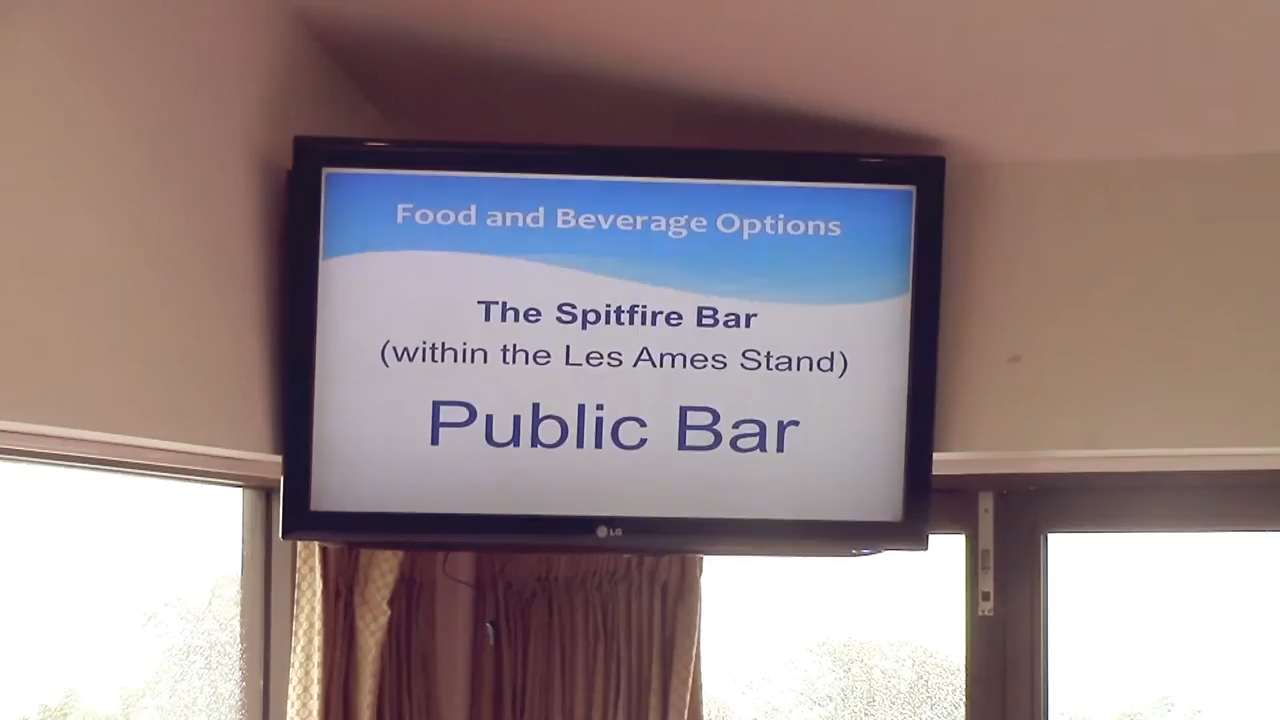 Food and Beverage Options
The Spitfire Bar
(within the Les Ames Stand)
Public Bar
LG